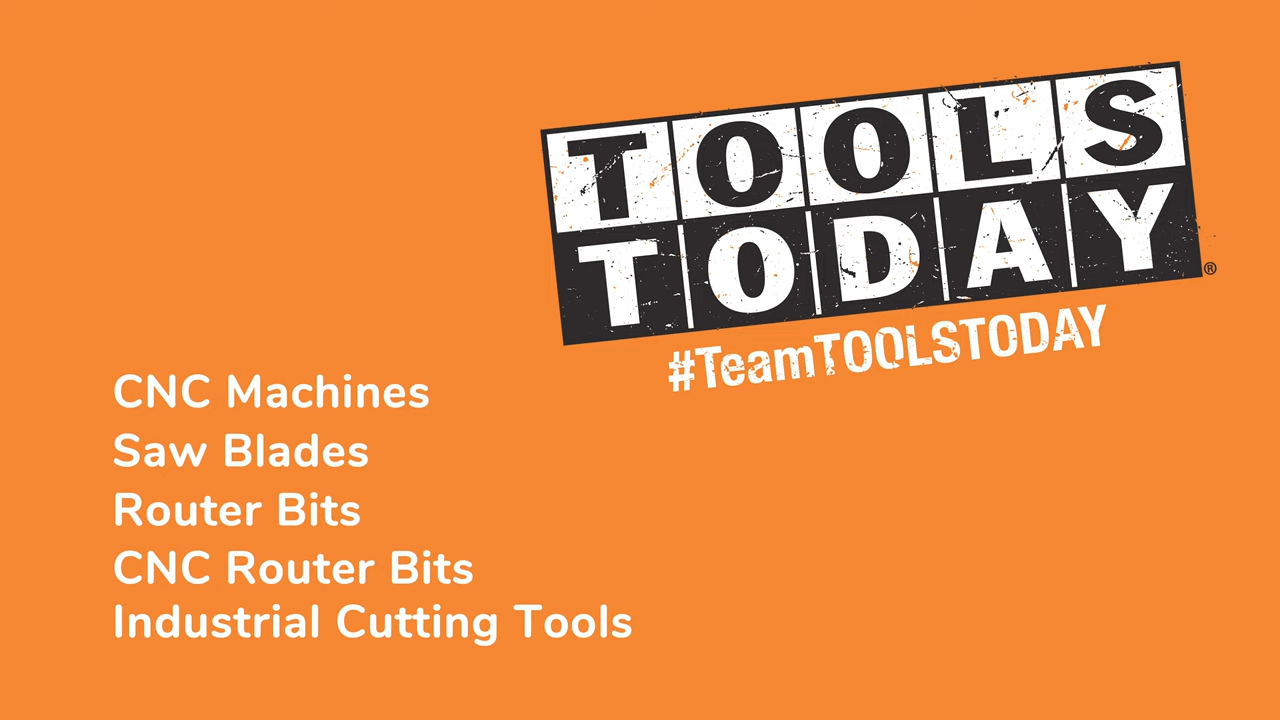 TOOLS
TODAY®
#TeamTOOLSTODAY
CNC Machines
Saw Blades
Router Bits
CNC Router Bits
Industrial Cutting Tools